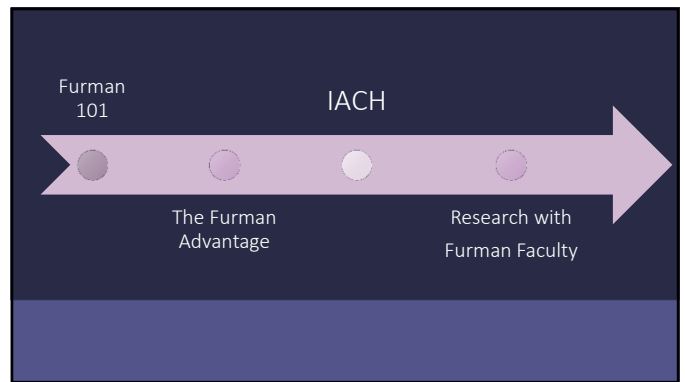 Furman
101
IACH
The Furman
Advantage
Research with
Furman Faculty